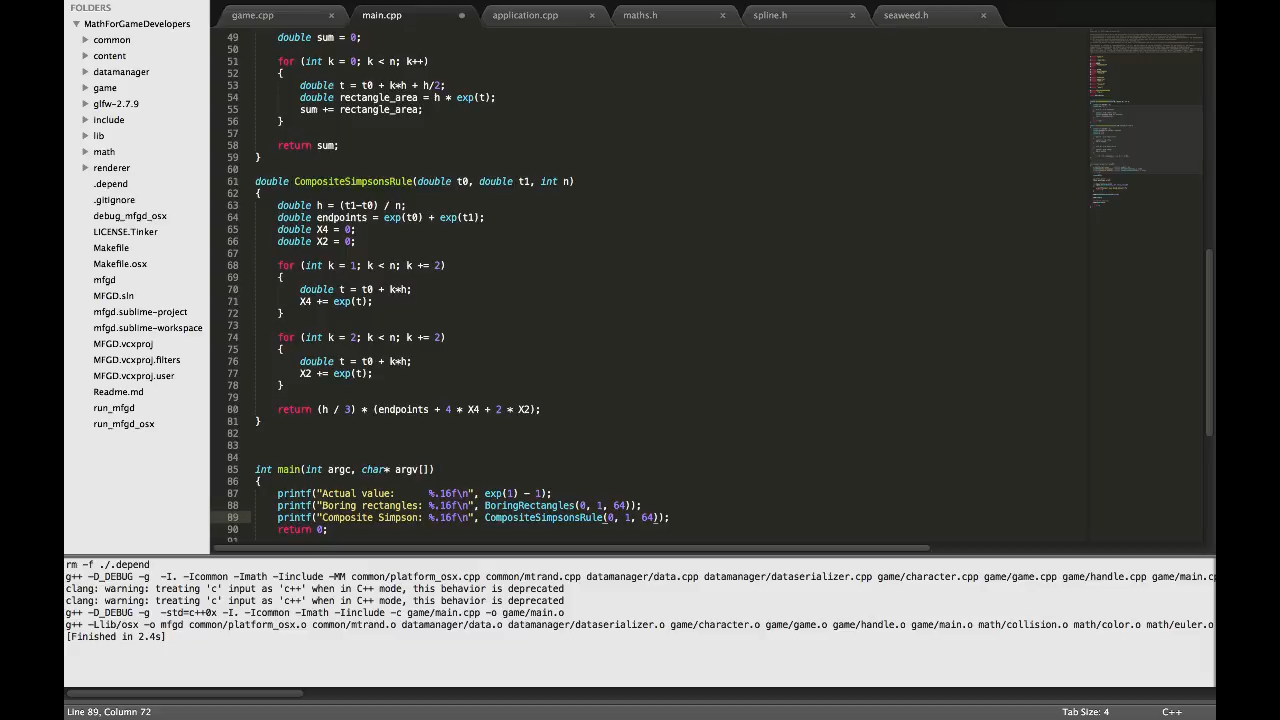 FOLDERS
MathForGameDevelopers
common
content
datamanager
game
glfw-2.7.9
include
lib
math
renderer
.depend
.gitignore
debug_mfgd_osx
LICENSE.Tinker
Makefile
Makefile.osx
mfgd
MFGD.sln
mfgd.sublime-project
mfgd.sublime-workspace
MFGD.vcxproj
MFGD.vcxproj.filters
MFGD.vcxproj.user
Readme.md
run_mfgd
run_mfgd_osx
game.cpp × main.cpp application.cpp × maths.h × spline.h × seaweed.h ×
49 double sum = 0;
50
51 for (int k = 0; k < n; k++)
52 {
53 double t = t0 + k*h + h/2;
54 double rectangle_area = h * exp(t);
55 sum += rectangle_area;
56 }
57
58 return sum;
59 }
60
61 double CompositeSimpsonsRule(double t0, double t1, int n)
62 {
63 double h = (t1-t0) / n;
64 double endpoints = exp(t0) + exp(t1);
65 double X4 = 0;
66 double X2 = 0;
67
68 for (int k = 1; k < n; k += 2)
69 {
70 double t = t0 + k*h;
71 X4 += exp(t);
72 }
73
74 for (int k = 2; k < n; k += 2)
75 {
76 double t = t0 + k*h;
77 X2 += exp(t);
78 }
79
80 return (h / 3) * (endpoints + 4 * X4 + 2 * X2);
81 }
82
83
84
85 int main(int argc, char* argv[])
86 {
87 printf("Actual value: %.16f\n", exp(1) - 1);
88 printf("Boring rectangles: %.16f\n", BoringRectangles(0, 1, 64));
89 printf("Composite Simpson: %.16f\n", CompositeSimpsonsRule(0, 1, 64));
90 return 0;
91
rm -f ./.depend
g++ -D_DEBUG -g -I. -Icommon -Imath -Iinclude -MM common/platform_osx.cpp common/mtrand.cpp datamanager/data.cpp datamanager/dataserializer.cpp game/character.cpp game/game.cpp game/handle.cpp game/main.cp
clang: warning: treating 'c' input as 'c++' when in C++ mode, this behavior is deprecated
clang: warning: treating 'c' input as 'c++' when in C++ mode, this behavior is deprecated
g++ -D_DEBUG -g -std=c++0x -I. -Icommon -Imath -Iinclude -c game/main.cpp -o game/main.o
g++ -Llib/osx -o mfgd common/platform_osx.o common/mtrand.o datamanager/data.o datamanager/dataserializer.o game/character.o game/game.o game/handle.o game/main.o math/collision.o math/color.o math/euler.o
[Finished in 2.4s]
Line 89, Column 72 Tab Size: 4 C++